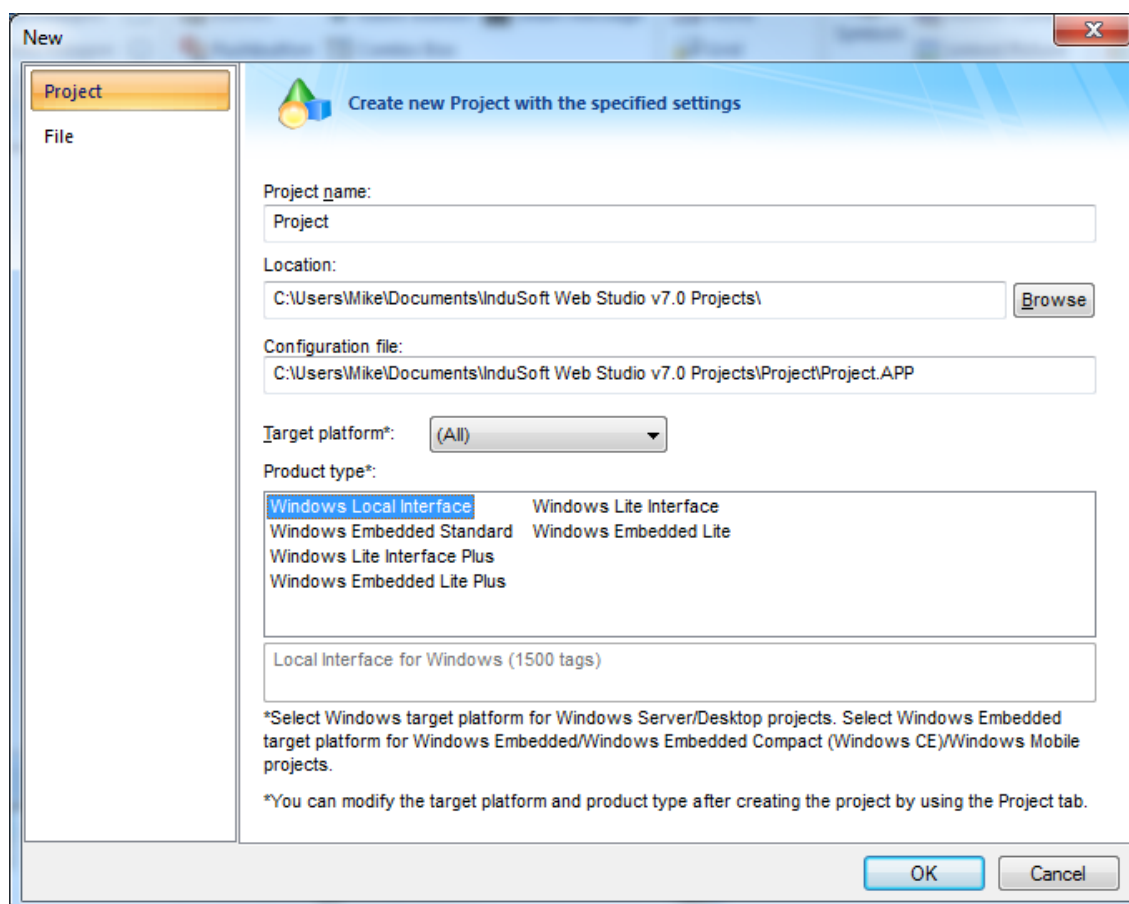 New
Project
File
Create new Project with the specified settings
Project name:
Project
Location:
C:\Users\Mike\Documents\InduSoft Web Studio v7.0 Projects\
Browse
Configuration file:
C:\Users\Mike\Documents\InduSoft Web Studio v7.0 Projects\Project\Project.APP
Target platform*:
(All)
Product type*:
Windows Local Interface Windows Lite Interface
Windows Embedded Standard Windows Embedded Lite
Windows Lite Interface Plus
Windows Embedded Lite Plus
Local Interface for Windows (1500 tags)
*Select Windows target platform for Windows Server/Desktop projects. Select Windows Embedded
target platform for Windows Embedded/Windows Embedded Compact (Windows CE)/Windows Mobile
projects.
*You can modify the target platform and product type after creating the project by using the Project tab.
OK
Cancel